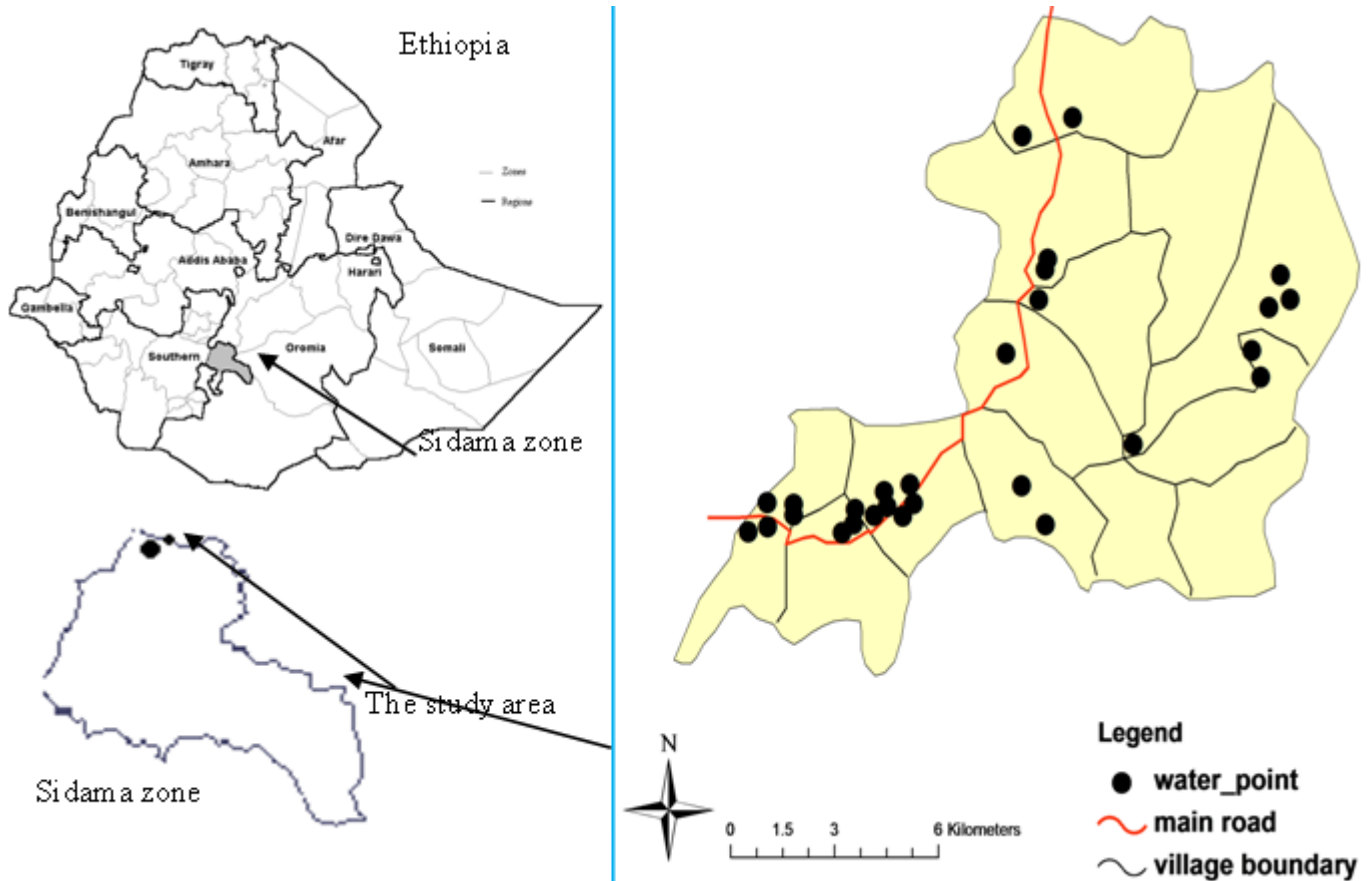 Ethiopia
Tigray
Afar
Amhara
Zones
Regions
Benishangul
Dire Dawa
Addis Ababa
Harari
Gambella
Southern
Oromia
Somali
Sidama zone
The study area
Sidama zone
N
0 1.5 3 6 Kilometers
Legend
water_point
main road
village boundary